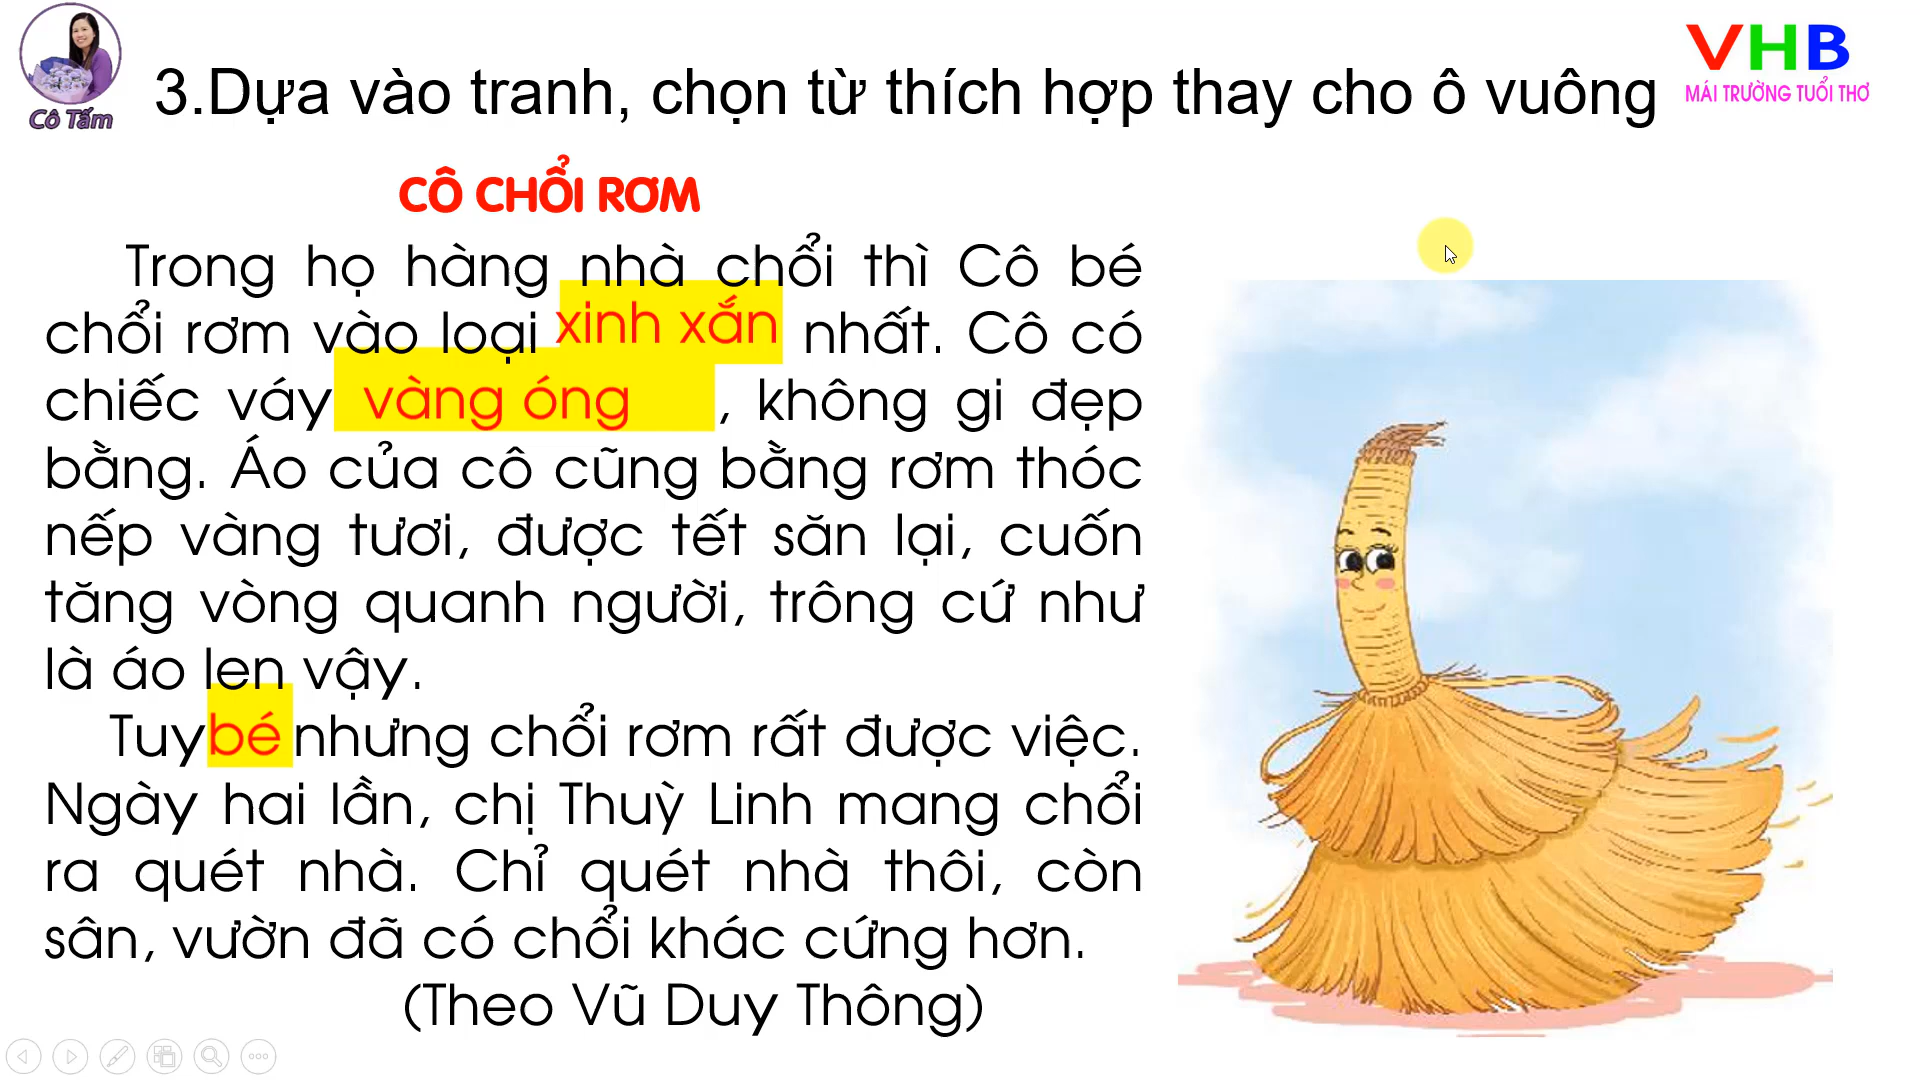 Cô Tấm
VHB
MÁI TRƯỜNG TUỔI THƠ
3.Dựa vào tranh, chọn từ thích hợp thay cho ô vuông
CÔ CHỔI RƠM
Trong họ hàng nhà chổi thì Cô bé
chổi rơm vào loại xinh xắn nhất. Cô có
chiếc váy vàng óng , không gi đẹp
bằng. Áo của cô cũng bằng rơm thóc
nếp vàng tươi, được tết săn lại, cuốn
tăng vòng quanh người, trông cứ như
là áo len vậy.
Tuy bé nhưng chổi rơm rất được việc.
Ngày hai lần, chị Thuỳ Linh mang chổi
ra quét nhà. Chỉ quét nhà thôi, còn
sân, vườn đã có chổi khác cứng hơn.
(Theo Vũ Duy Thông)